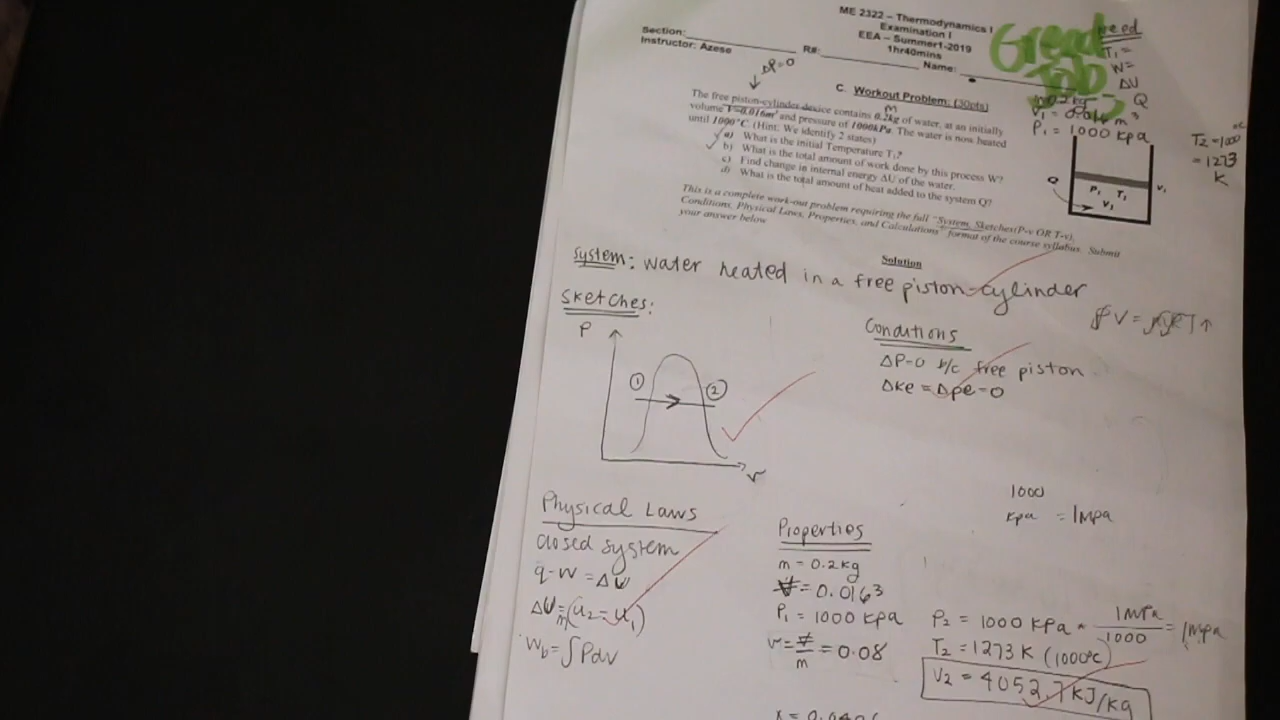 ME 2322 – Thermodynamics I
Examination I
EEA – Summer1-2019
1hr40mins
Section:
Instructor: Azese
R#:
Name:
Great Job
need
T₁ =
W =
ΔU
Q
ΔP=0
C. Workout Problem: (30pts)
m
The free piston-cylinder device contains 0.2kg of water, at an initially
volume V=0.016m³ and pressure of 1000kPa. The water is now heated
until 1000°C. (Hint: We identify 2 states)
a) What is the initial Temperature T₁?
b) What is the total amount of work done by this process W?
c) Find change in internal energy ΔU of the water.
d) What is the total amount of heat added to the system Q?
This is a complete work-out problem requiring the full "System, Sketches(P-v OR T-v),
Conditions, Physical Laws, Properties, and Calculations" format of the course syllabus. Submit
your answer below
P₁ = 1000 kpa
T₂ = 1000 °C
= 1273
K
Q
P₁ T₁
V₁
V₁
Solution
System: water heated in a free piston-cylinder
Sketches:
P
① ②
v
Conditions
ΔP=0 b/c free piston
Δke = Δpe=0
1000
kpa = 1Mpa
Physical Laws
closed system
q-W = ΔU
ΔU = m(u₂-u₁)
W_b = ∫Pdv
Properties
m = 0.2kg
V = 0.016³
P₁ = 1000 kpa
v = V/m = 0.08
P₂ = 1000 kPa * 1MPa/1000 = 1Mpa
T₂ = 1273K (1000°C)
U₂ = 4052.7 KJ/kg